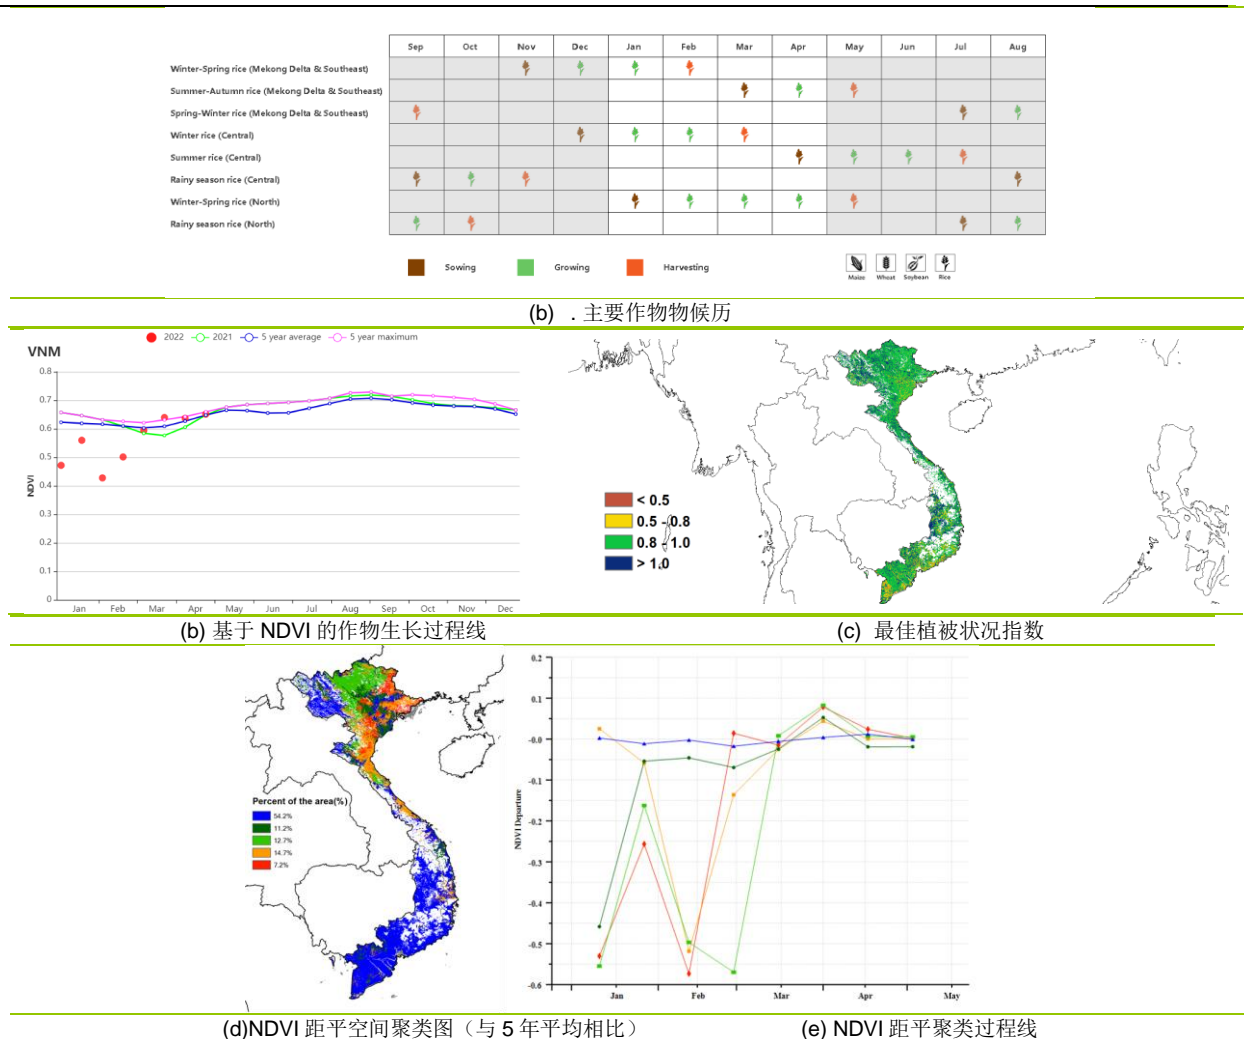 Sep Oct Nov Dec Jan Feb Mar Apr May Jun Jul Aug
Winter-Spring rice (Mekong Delta & Southeast)
Summer-Autumn rice (Mekong Delta & Southeast)
Spring-Winter rice (Mekong Delta & Southeast)
Winter rice (Central)
Summer rice (Central)
Rainy season rice (Central)
Winter-Spring rice (North)
Rainy season rice (North)
Sowing Growing Harvesting
Maize Wheat Soybean Rice
(b) . 主要作物物候历
2022 2021 5 year average 5 year maximum
VNM
0.8
0.7
0.6
0.5
0.4
0.3
0.2
0.1
0
NDVI
Jan Feb Mar Apr May Jun Jul Aug Sep Oct Nov Dec
< 0.5
0.5 - 0.8
0.8 - 1.0
> 1.0
(b) 基于 NDVI 的作物生长过程线
(c) 最佳植被状况指数
Percent of the area(%)
54.2%
11.2%
12.7%
14.7%
7.2%
0.2
0.1
-0.0
-0.1
-0.2
-0.3
-0.4
-0.5
-0.6
NDVI Departure
Jan Feb Mar Apr May
(d)NDVI 距平空间聚类图（与 5 年平均相比）
(e) NDVI 距平聚类过程线